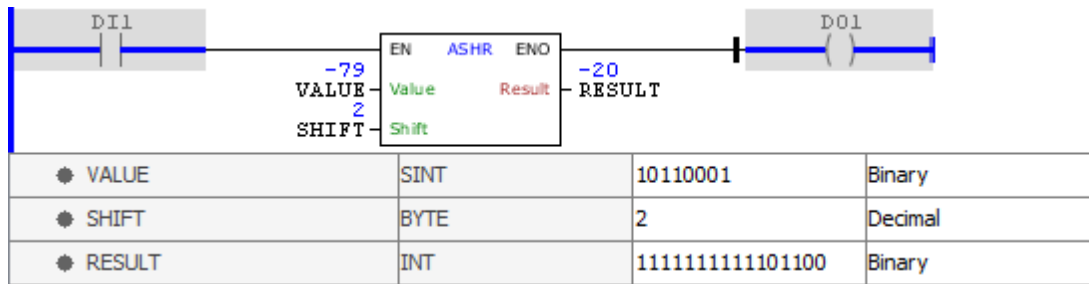 DI1
DO1
EN ASHR ENO
-79
-20
VALUE Value Result RESULT
2
SHIFT Shift
VALUE SINT 10110001 Binary
SHIFT BYTE 2 Decimal
RESULT INT 1111111111101100 Binary